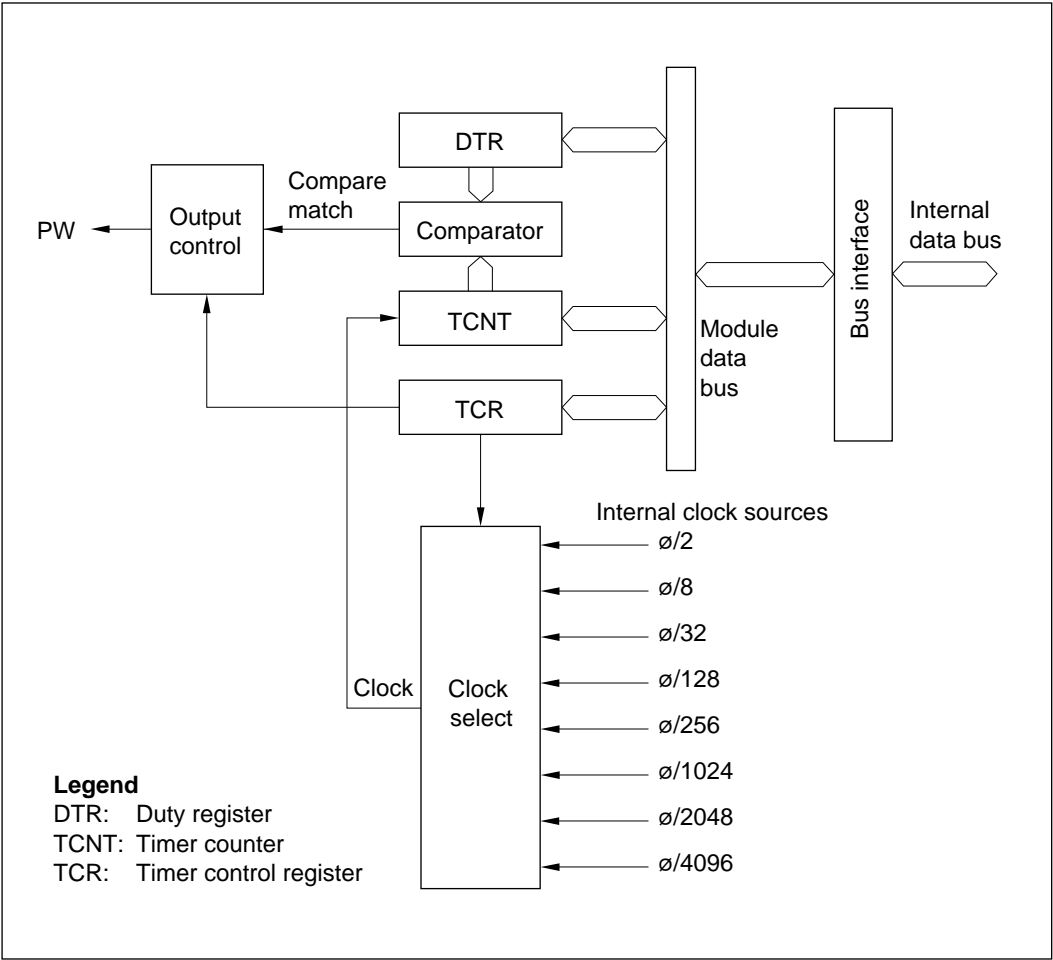 DTR
Compare
match
Output
control
PW
Comparator
TCNT
TCR
Module
data
bus
Bus interface
Internal
data bus
Internal clock sources
ø/2
ø/8
ø/32
ø/128
ø/256
ø/1024
ø/2048
ø/4096
Clock
Clock
select
Legend
DTR: Duty register
TCNT: Timer counter
TCR: Timer control register